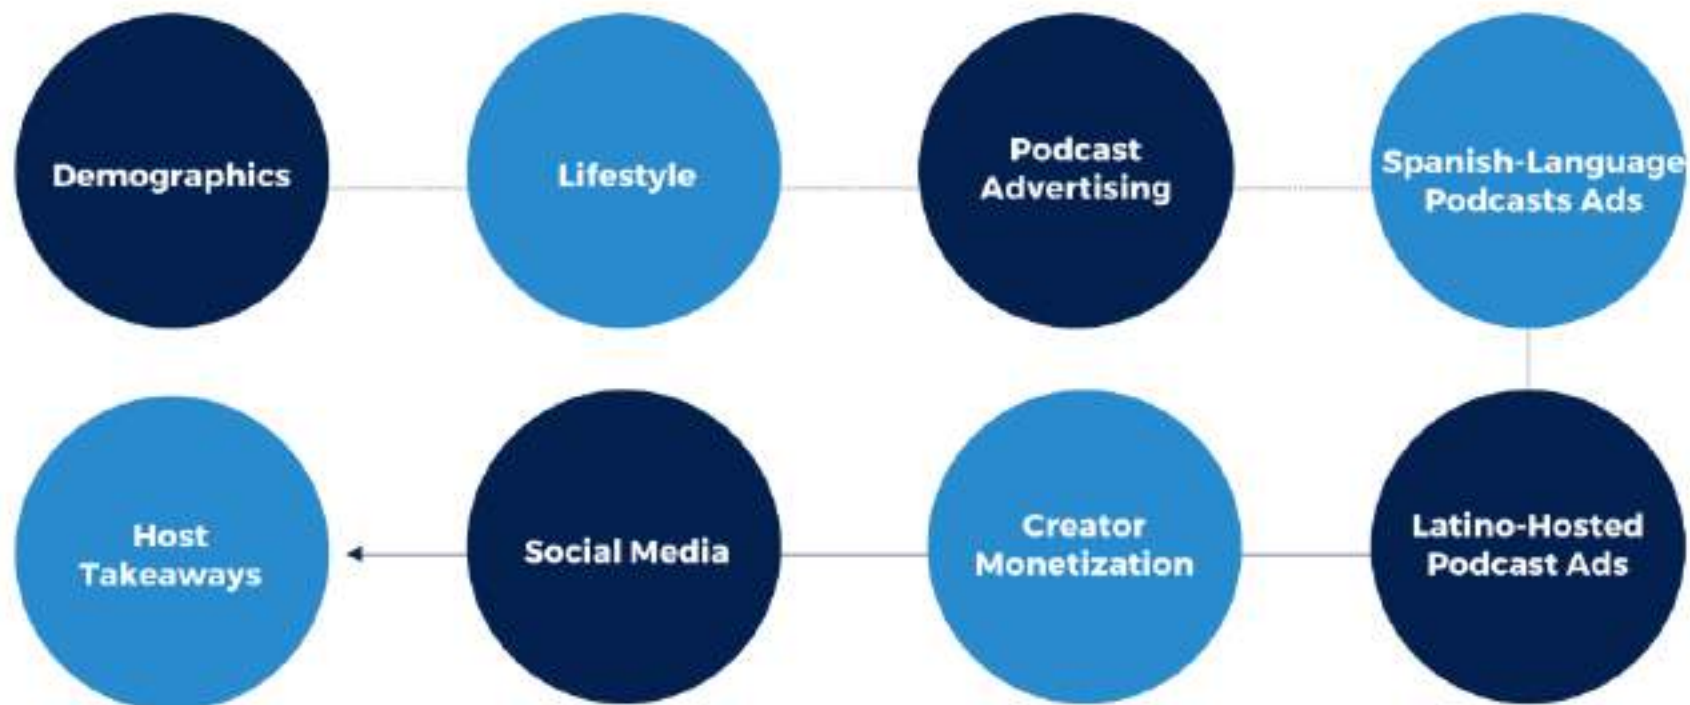 Demographics
Lifestyle
Podcast
Advertising
Spanish-Language
Podcasts Ads
Latino-Hosted
Podcast Ads
Creator
Monetization
Social Media
Host
Takeaways